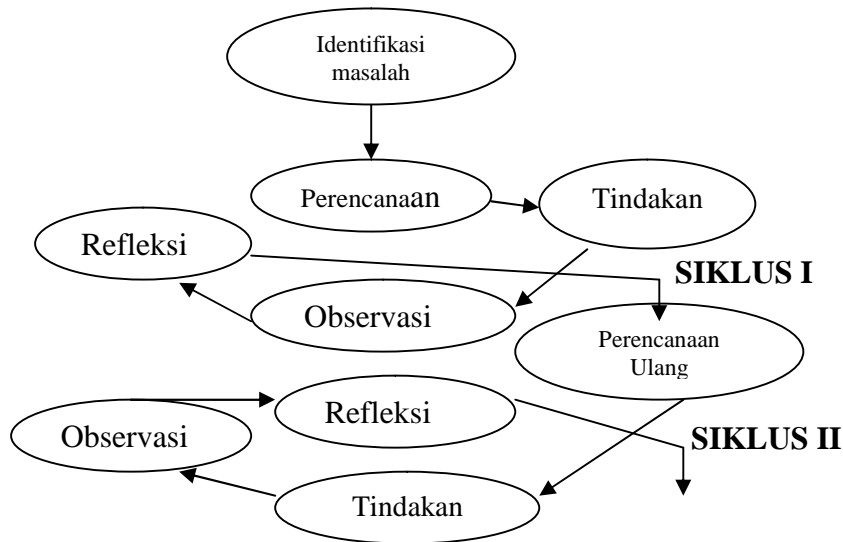 Identifikasi
masalah
Perencanaan
Tindakan
Refleksi
SIKLUS I
Observasi
Perencanaan
Ulang
Refleksi
Observasi
SIKLUS II
Tindakan